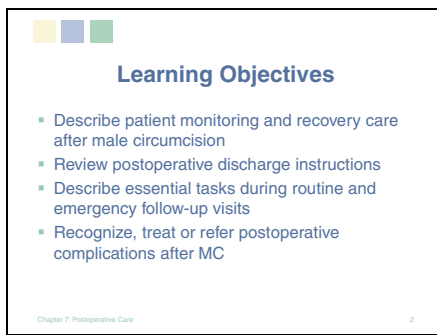 Learning Objectives
▪ Describe patient monitoring and recovery care
after male circumcision
▪ Review postoperative discharge instructions
▪ Describe essential tasks during routine and
emergency follow-up visits
▪ Recognize, treat or refer postoperative
complications after MC
Chapter 7: Postoperative Care 2